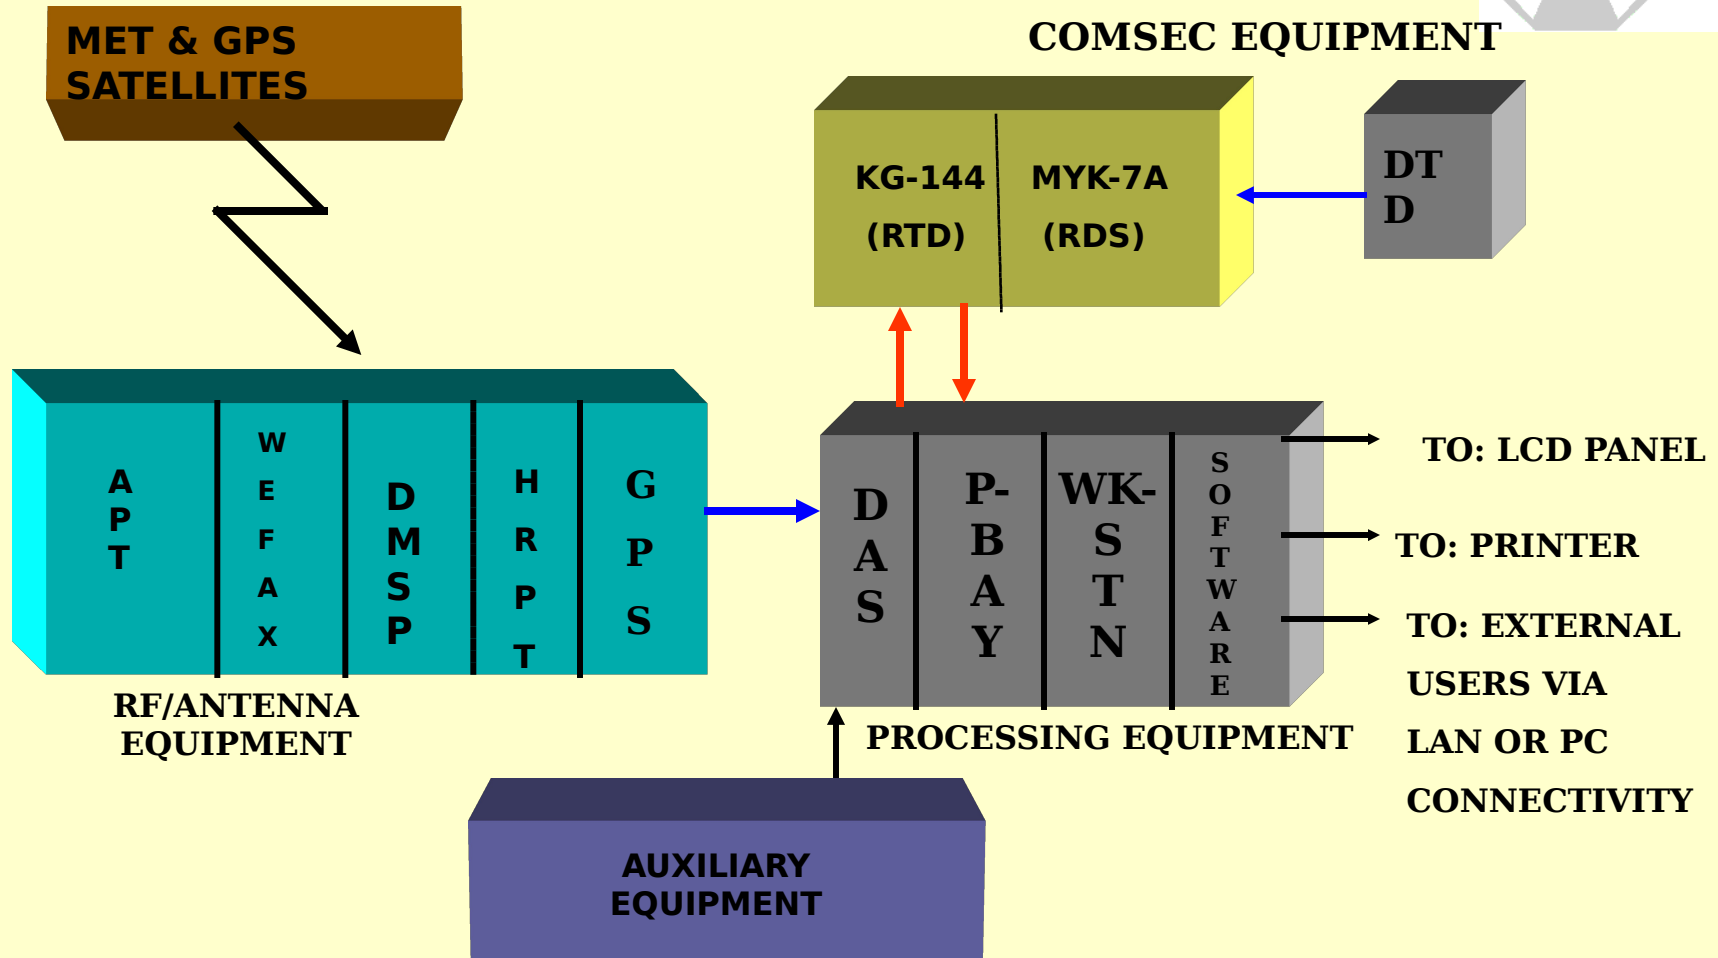 MET & GPS
SATELLITES
COMSEC EQUIPMENT
KG-144
(RTD)
MYK-7A
(RDS)
DT
D
A
P
T
W
E
F
A
X
D
M
S
P
H
R
P
T
G
P
S
RF/ANTENNA
EQUIPMENT
D
A
S
P-
B
A
Y
WK-
S
T
N
S
O
F
T
W
A
R
E
PROCESSING EQUIPMENT
TO: LCD PANEL
TO: PRINTER
TO: EXTERNAL
USERS VIA
LAN OR PC
CONNECTIVITY
AUXILIARY
EQUIPMENT